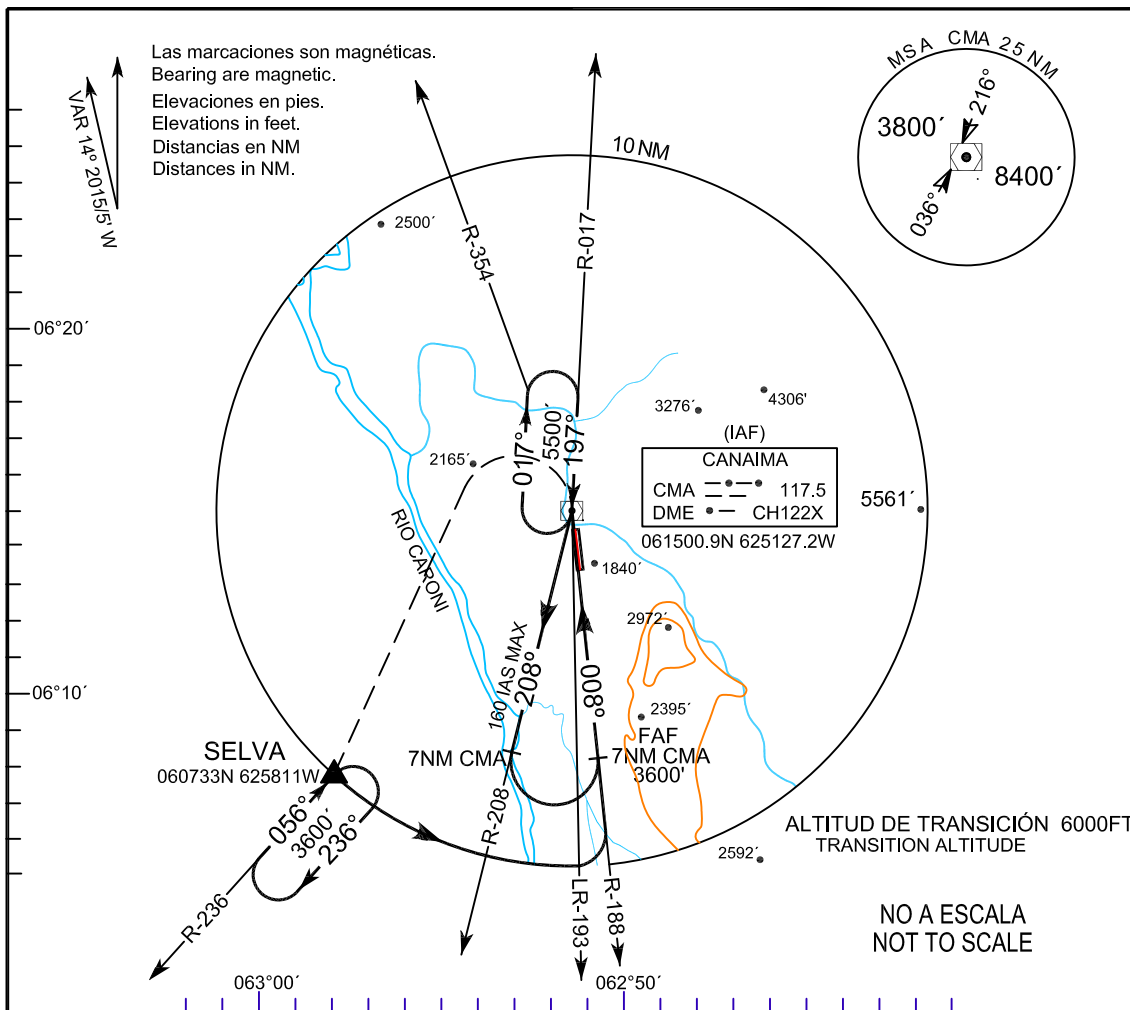 Las marcaciones son magnéticas.
Bearing are magnetic.
Elevaciones en pies.
Elevations in feet.
Distancias en NM
Distances in NM.
VAR 14º 2015/5' W
MSA CMA 25 NM
216°
3800´
8400´
036°
10 NM
2500´
R-354
R-017
06°20´
3276´
4306'
(IAF)
CANAIMA
CMA 117.5
DME CH122X
061500.9N 625127.2W
5561´
017°
5500´
197°
2165´
RIO CARONI
1840´
2972´
160 IAS MAX
208º
008º
06°10´
2395´
FAF
7NM CMA
7NM CMA
3600'
SELVA
060733N 625811W
056°
3600´
236°
R-236
R-208
LR-193
R-188
2592´
ALTITUD DE TRANSICIÓN 6000FT
TRANSITION ALTITUDE
NO A ESCALA
NOT TO SCALE
063°00´
062°50´